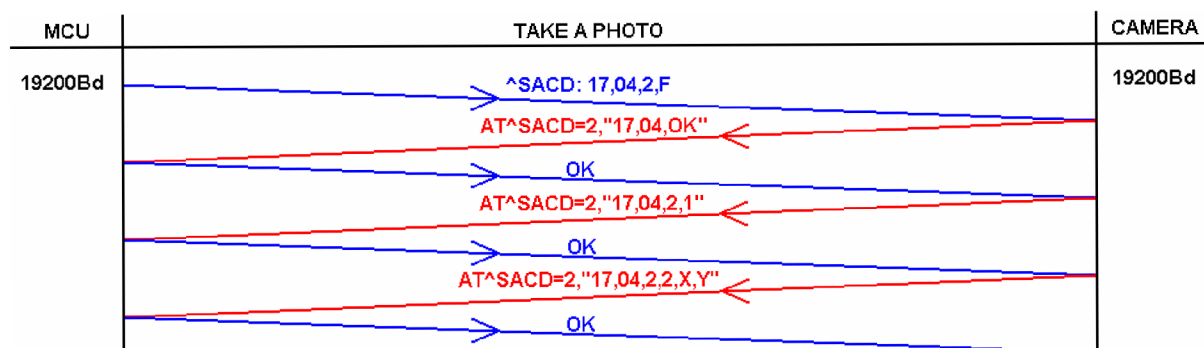 MCU
TAKE A PHOTO
CAMERA
19200Bd
19200Bd
^SACD: 17,04,2,F
AT^SACD=2,"17,04,OK"
OK
AT^SACD=2,"17,04,2,1"
OK
AT^SACD=2,"17,04,2,2,X,Y"
OK